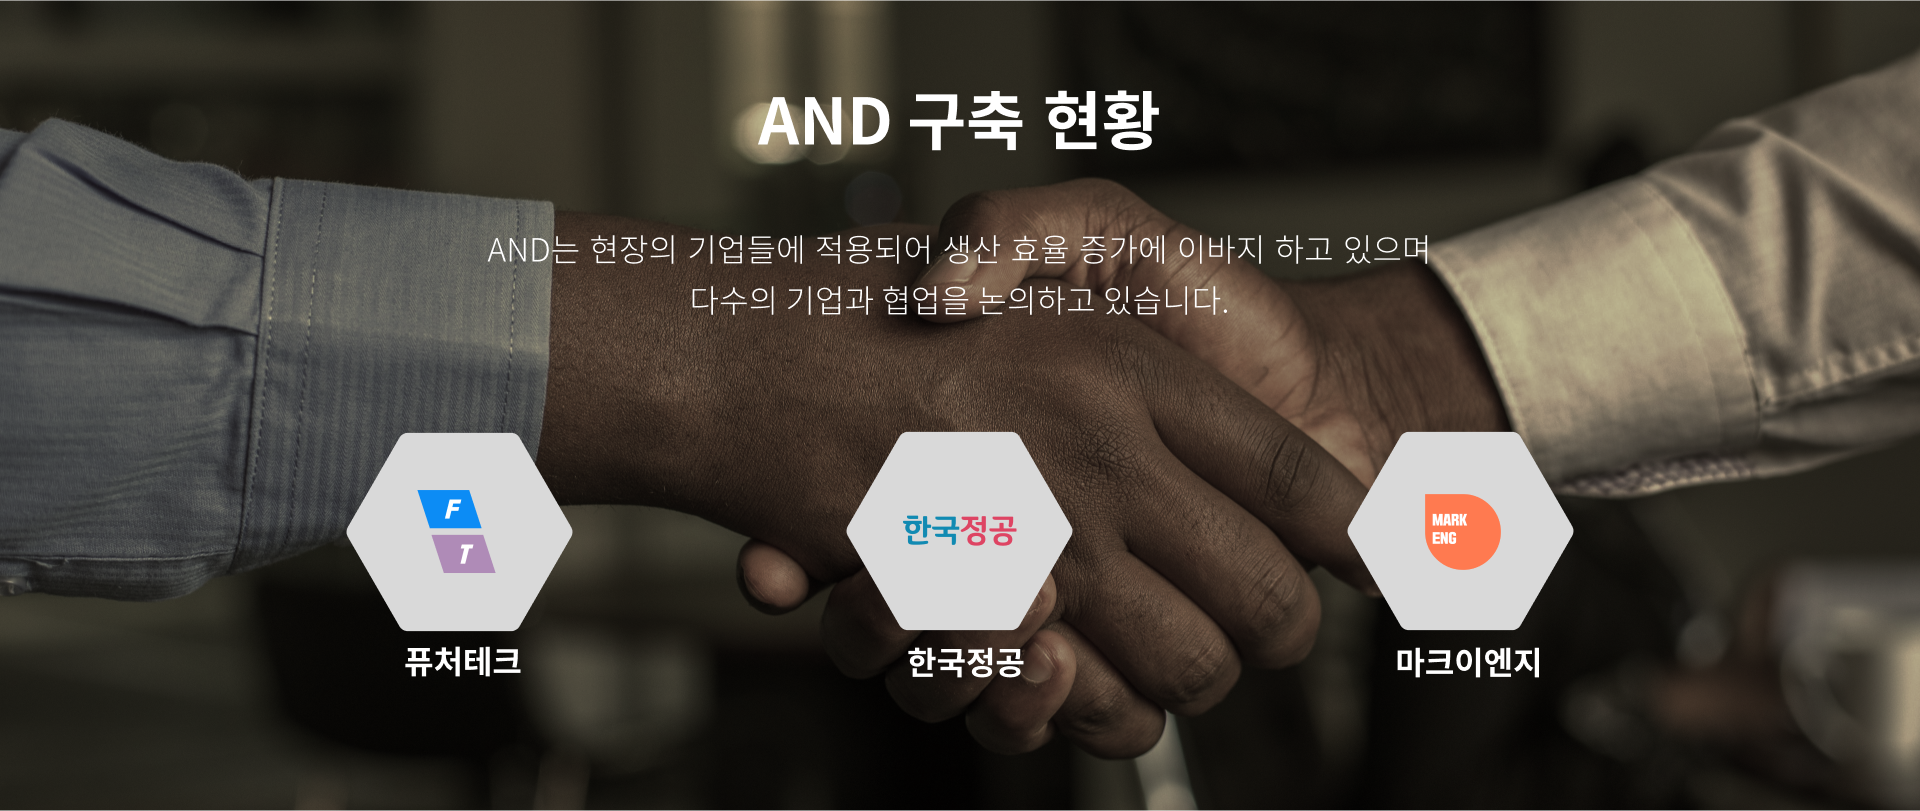 AND 구축 현황
AND는 현장의 기업들에 적용되어 생산 효율 증가에 이바지 하고 있으며
다수의 기업과 협업을 논의하고 있습니다.
F
T
한국정공
MARK
ENG
퓨처테크
한국정공
마크이엔지